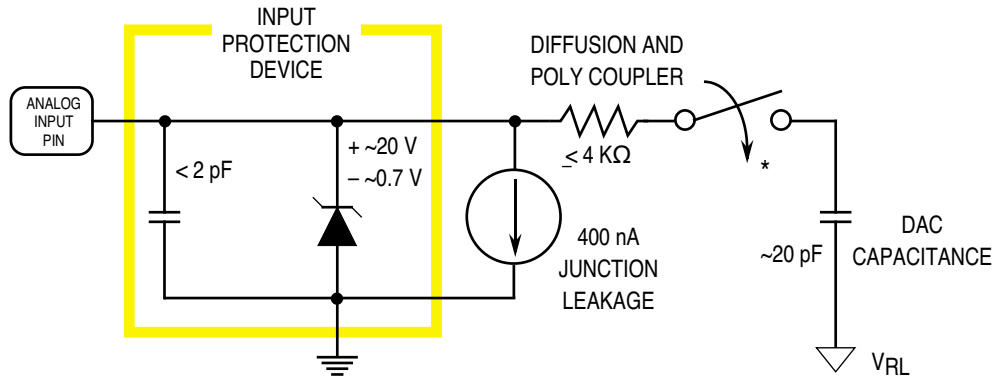 INPUT
PROTECTION
DEVICE
DIFFUSION AND
POLY COUPLER
ANALOG
INPUT
PIN
< 2 pF
+ ~20 V
– ~0.7 V
≤ 4 KΩ
*
400 nA
JUNCTION
LEAKAGE
~20 pF
DAC
CAPACITANCE
VRL